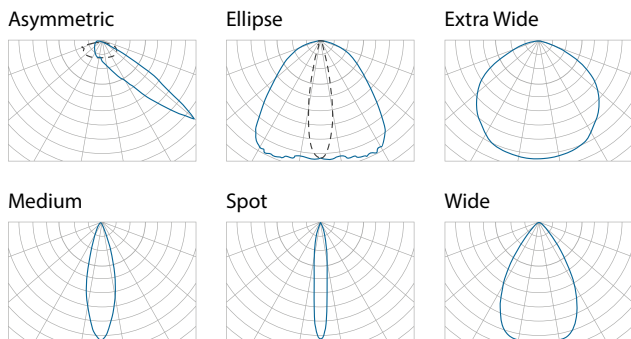 Asymmetric
Ellipse
Extra Wide
Medium
Spot
Wide